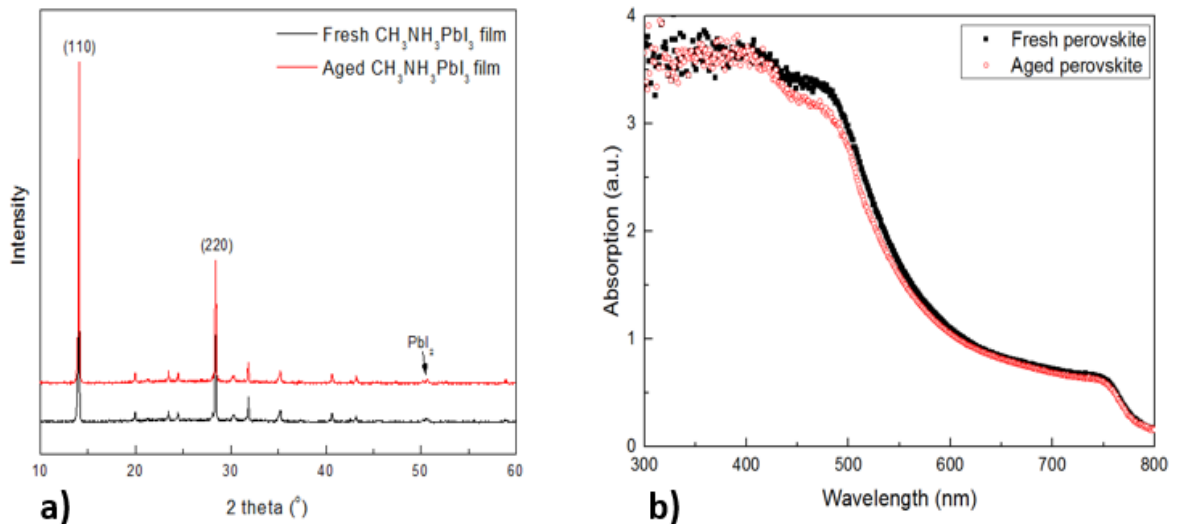 (110)
Fresh CH₃NH₃PbI₃ film
Aged CH₃NH₃PbI₃ film
(220)
PbI₂
Intensity
10 20 30 40 50 60
2 theta (°)
a)
4
3
2
1
0
Fresh perovskite
Aged perovskite
Absorption (a.u.)
300 400 500 600 700 800
Wavelength (nm)
b)